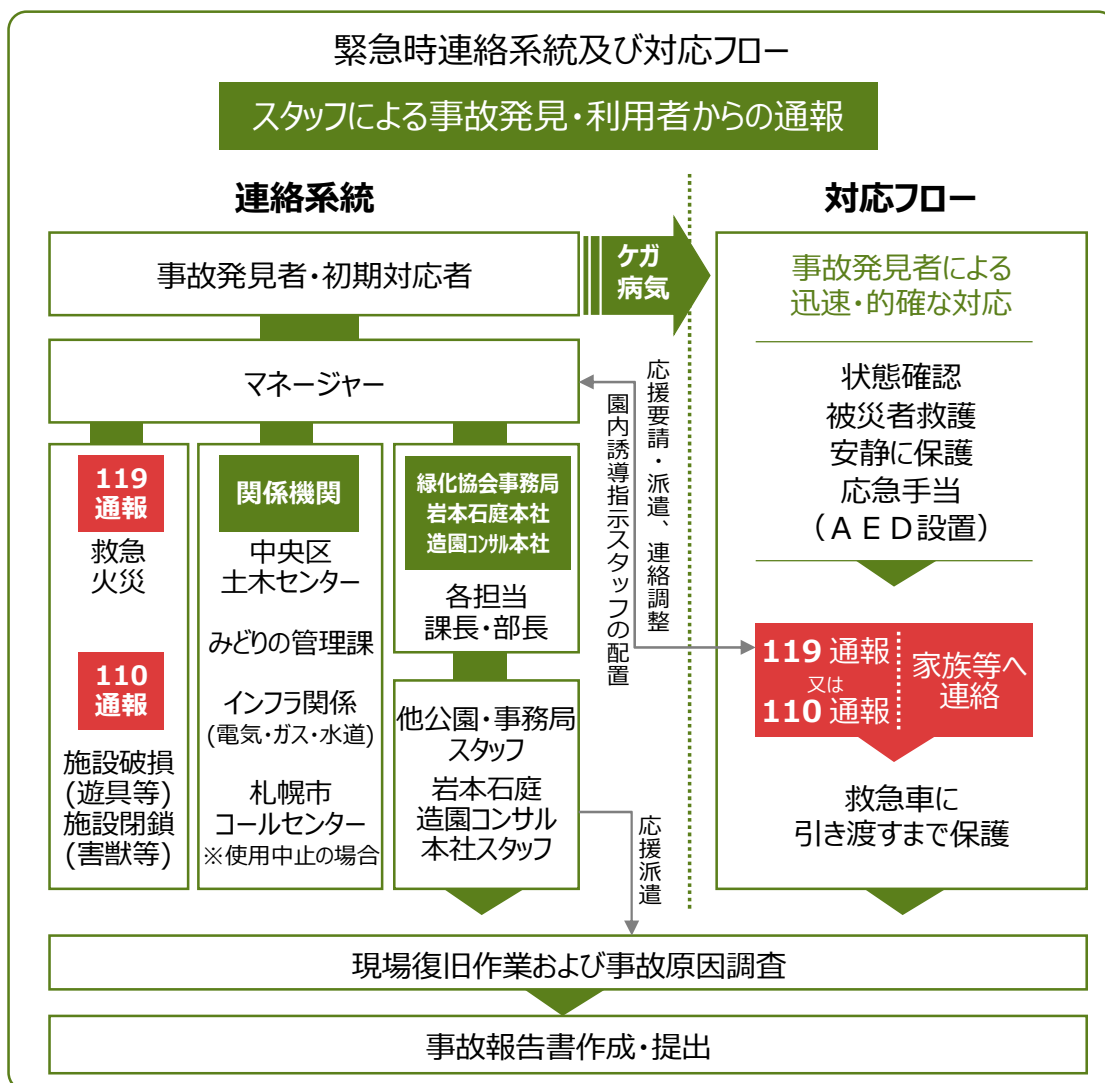 緊急時連絡系統及び対応フロー
スタッフによる事故発見・利用者からの通報
連絡系統
事故発見者・初期対応者
ケガ
病気
マネージャー
119
通報
救急
火災
110
通報
施設破損
(遊具等)
施設閉鎖
(害獣等)
関係機関
中央区
土木センター
みどりの管理課
インフラ関係
(電気・ガス・水道)
札幌市
コールセンター
※使用中止の場合
緑化協会事務局
岩本石庭本社
造園コンサル本社
各担当
課長・部長
他公園・事務局
スタッフ
岩本石庭
造園コンサル
本社スタッフ
応援要請・派遣、連絡調整
園内誘導指示スタッフの配置
応援派遣
対応フロー
事故発見者による
迅速・的確な対応
状態確認
被災者救護
安静に保護
応急手当
（ＡＥＤ設置）
119 通報
又は
110 通報
家族等へ
連絡
救急車に
引き渡すまで保護
現場復旧作業および事故原因調査
事故報告書作成・提出